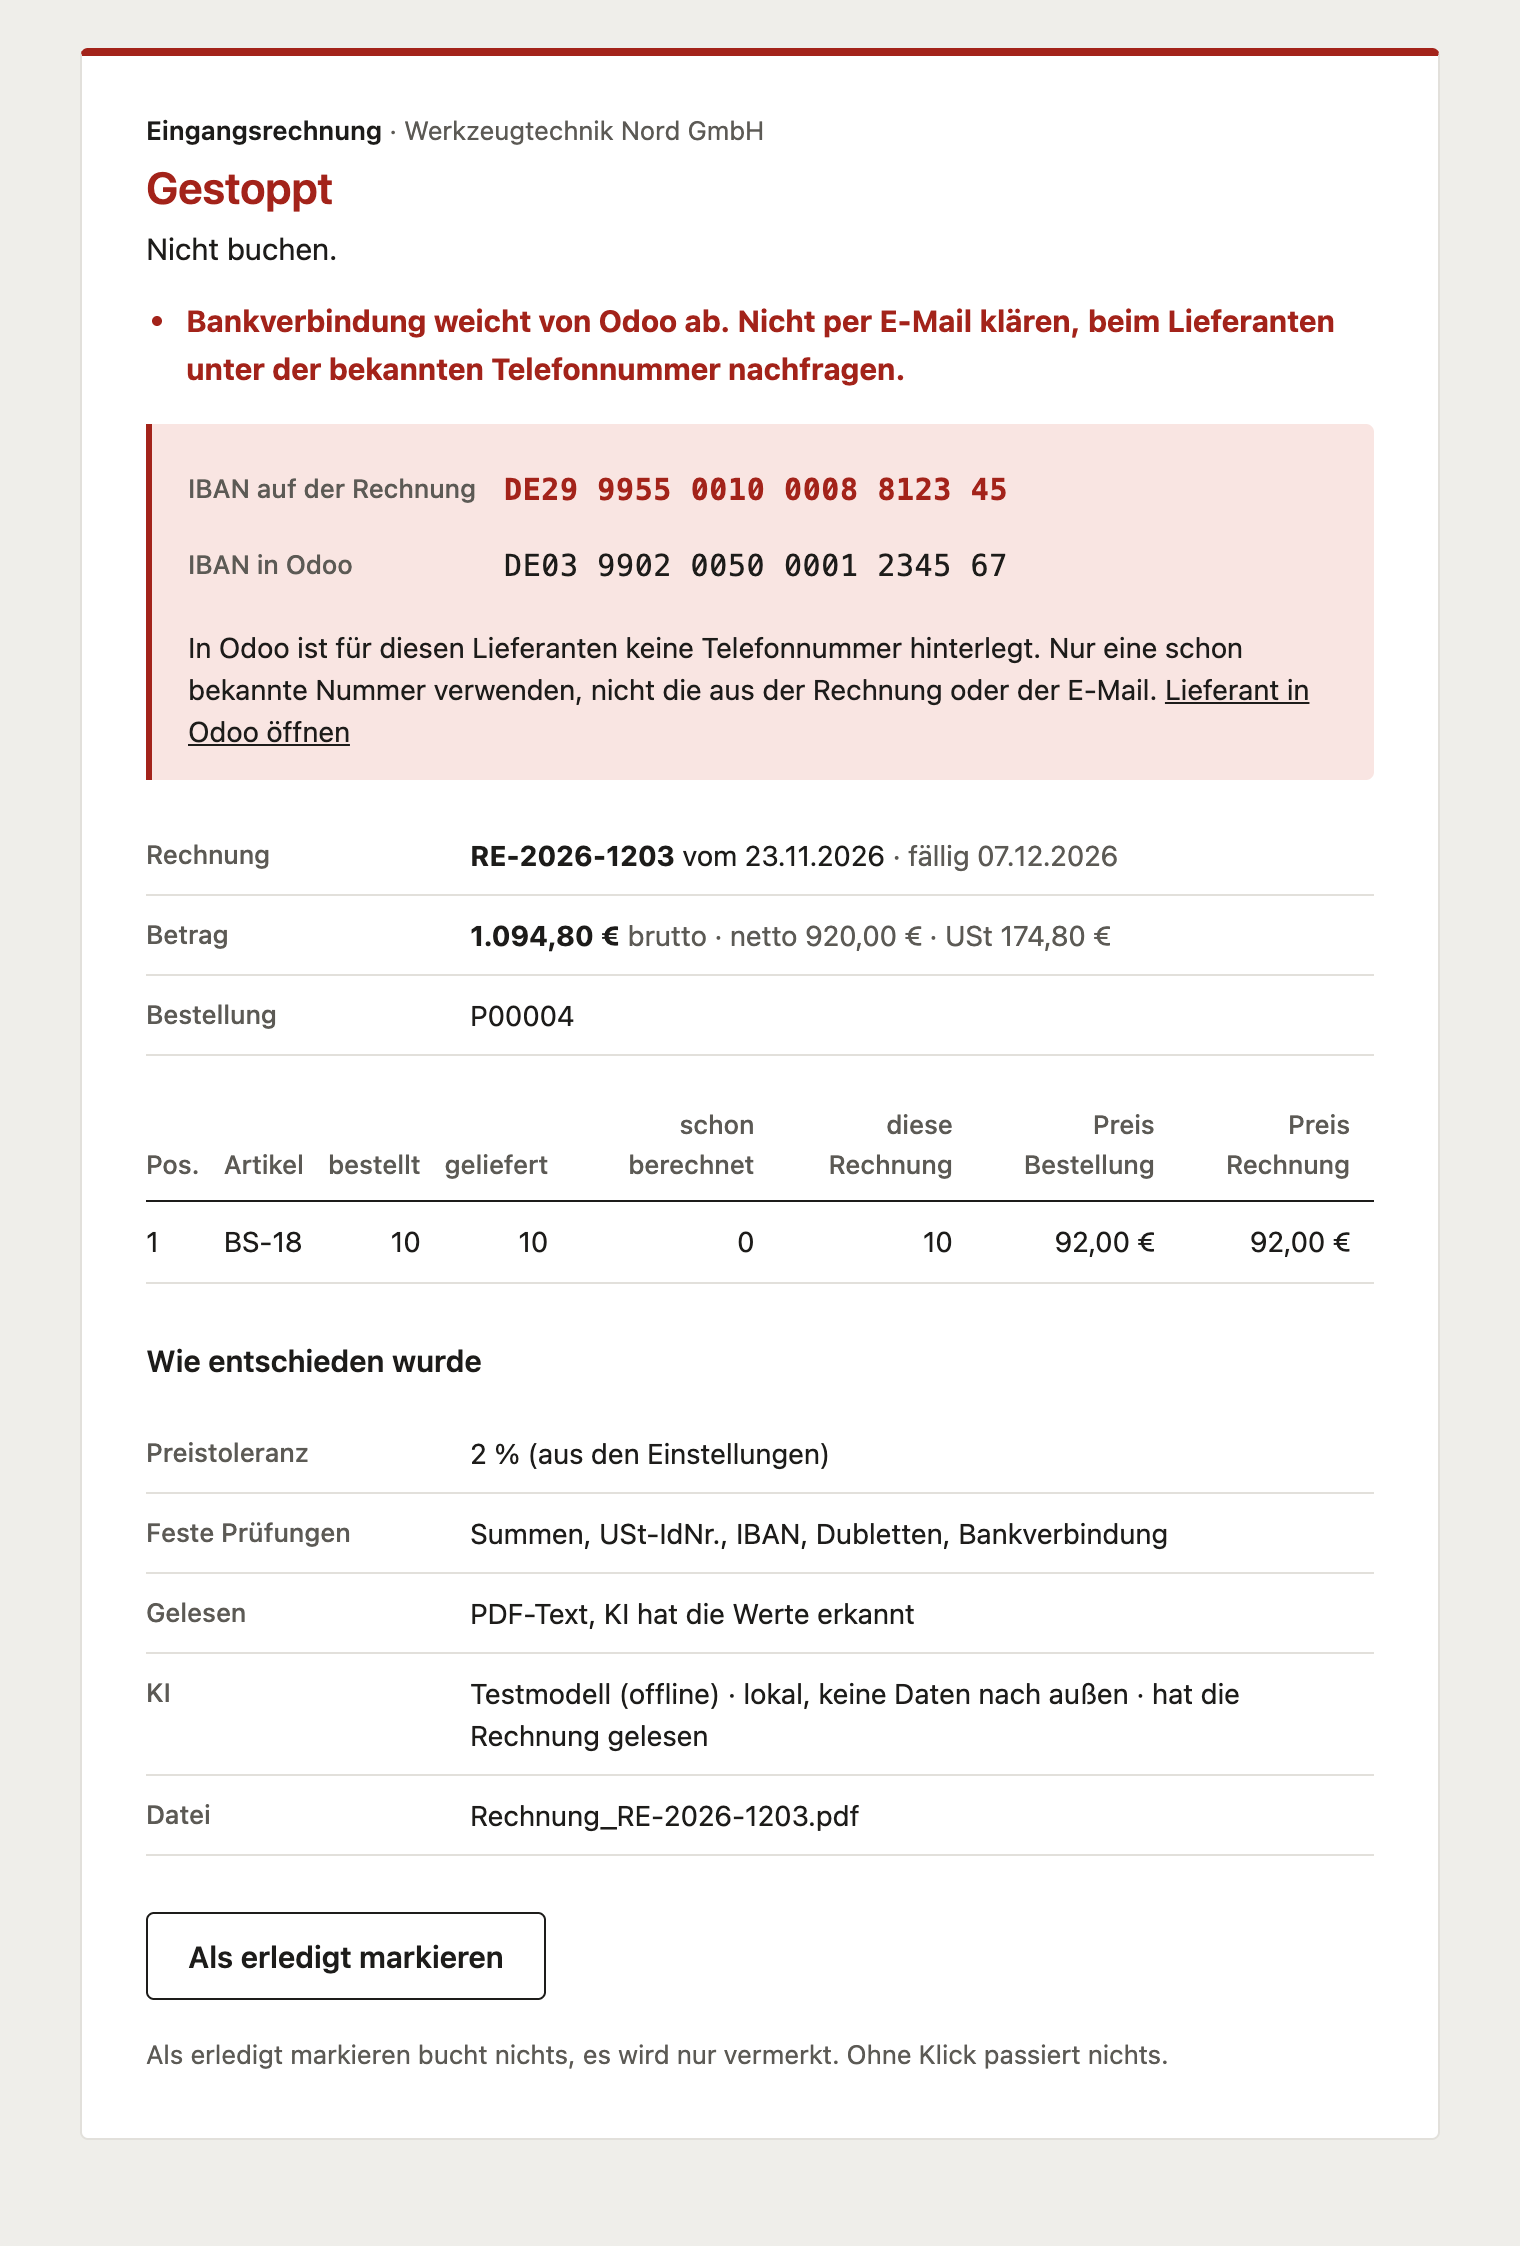 Eingangsrechnung · Werkzeugtechnik Nord GmbH
Gestoppt
Nicht buchen.
• Bankverbindung weicht von Odoo ab. Nicht per E-Mail klären, beim Lieferanten
unter der bekannten Telefonnummer nachfragen.
IBAN auf der Rechnung DE29 9955 0010 0008 8123 45
IBAN in Odoo DE03 9902 0050 0001 2345 67
In Odoo ist für diesen Lieferanten keine Telefonnummer hinterlegt. Nur eine schon
bekannte Nummer verwenden, nicht die aus der Rechnung oder der E-Mail. Lieferant in
Odoo öffnen
Rechnung RE-2026-1203 vom 23.11.2026 · fällig 07.12.2026
Betrag 1.094,80 € brutto · netto 920,00 € · USt 174,80 €
Bestellung P00004
schon diese Preis Preis
Pos. Artikel bestellt geliefert berechnet Rechnung Bestellung Rechnung
1 BS-18 10 10 0 10 92,00 € 92,00 €
Wie entschieden wurde
Preistoleranz 2 % (aus den Einstellungen)
Feste Prüfungen Summen, USt-IdNr., IBAN, Dubletten, Bankverbindung
Gelesen PDF-Text, KI hat die Werte erkannt
KI Testmodell (offline) · lokal, keine Daten nach außen · hat die
Rechnung gelesen
Datei Rechnung_RE-2026-1203.pdf
Als erledigt markieren
Als erledigt markieren bucht nichts, es wird nur vermerkt. Ohne Klick passiert nichts.